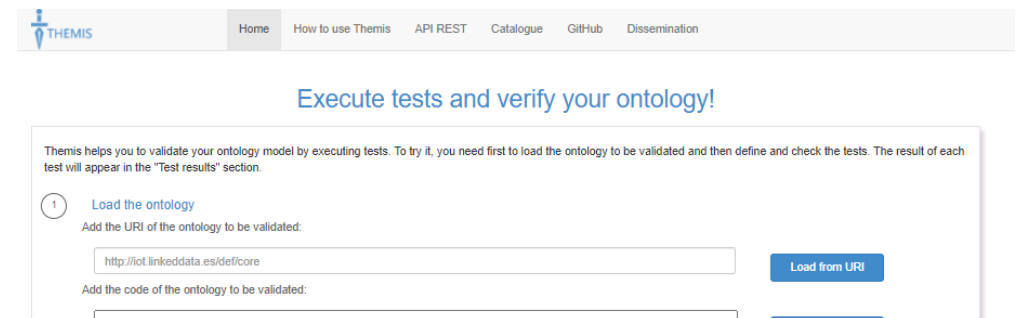 THEMIS Home How to use Themis API REST Catalogue GitHub Dissemination
Execute tests and verify your ontology!
Themis helps you to validate your ontology model by executing tests. To try it, you need first to load the ontology to be validated and then define and check the tests. The result of each
test will appear in the "Test results" section.
1 Load the ontology
Add the URI of the ontology to be validated:
http://iot.linkeddata.es/def/core Load from URI
Add the code of the ontology to be validated: